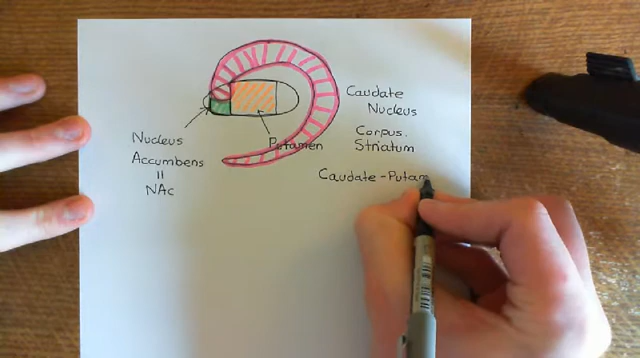 Caudate
Nucleus
Corpus.
Striatum
Nucleus
Accumbens
=
NAc
Putamen
Caudate-Putam